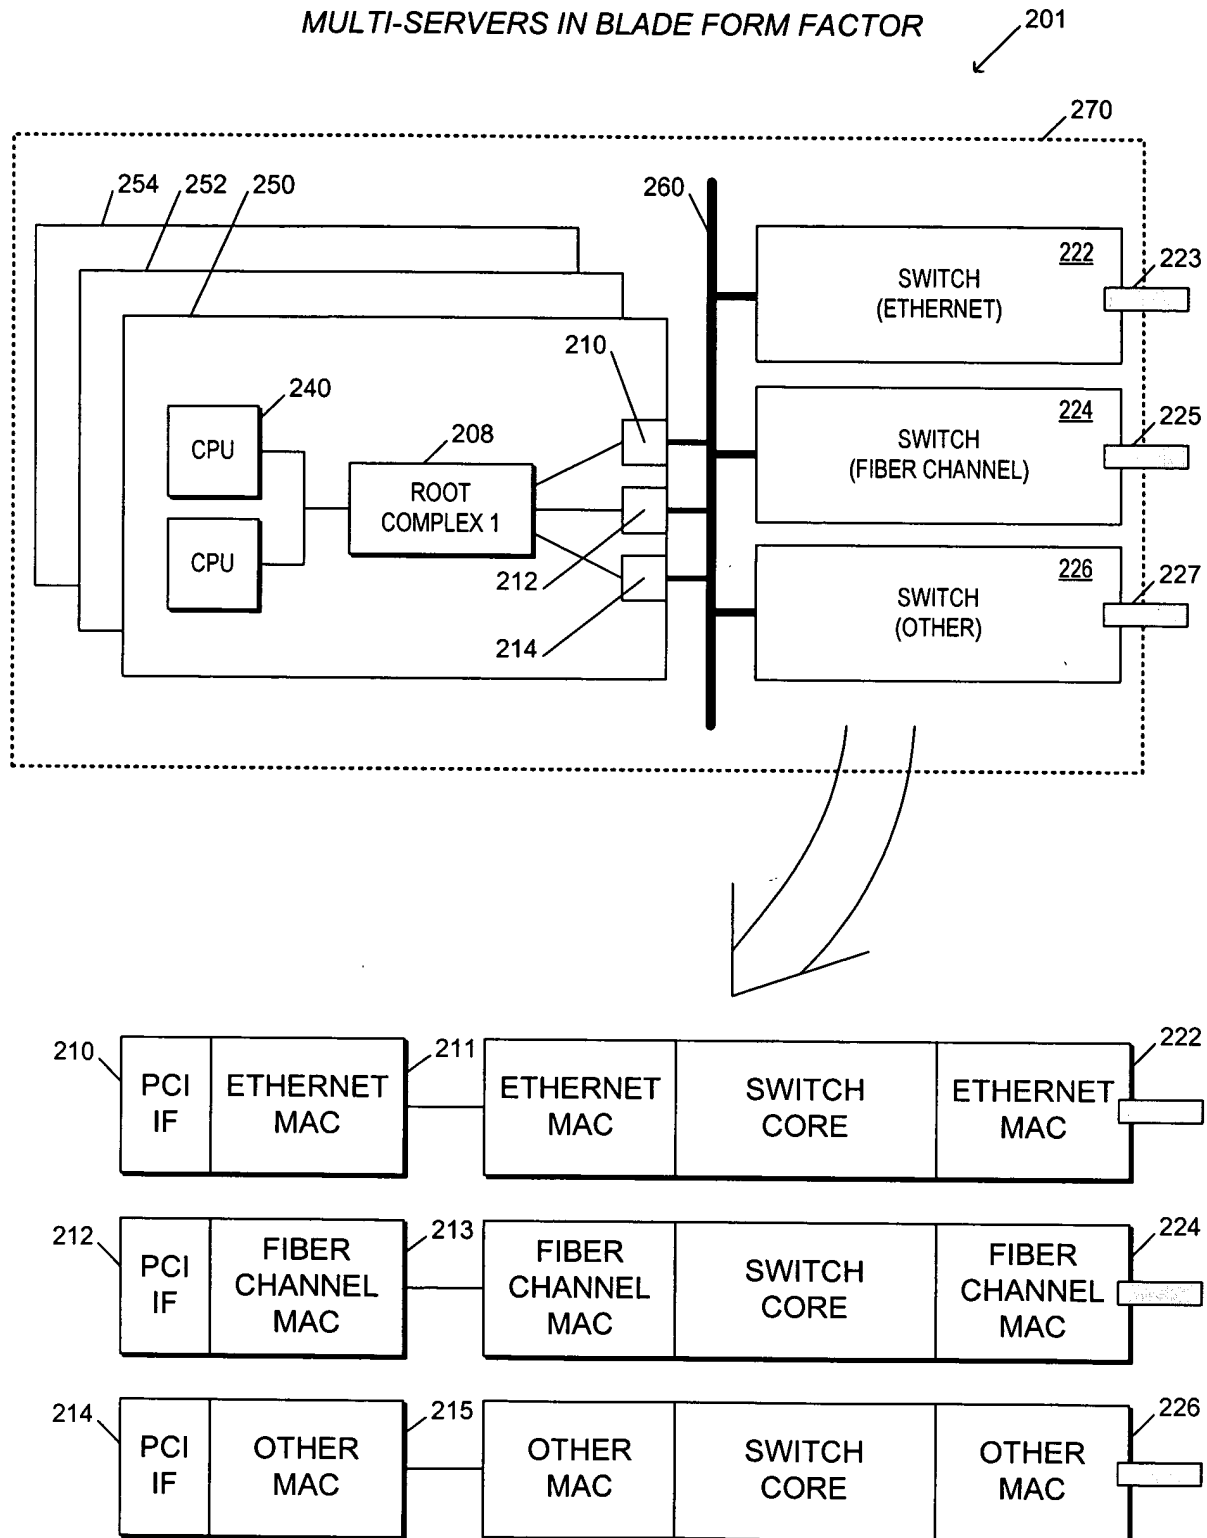 MULTI-SERVERS IN BLADE FORM FACTOR
201
270
254
252
250
260
222
SWITCH
(ETHERNET)
223
210
240
CPU
208
ROOT
COMPLEX 1
224
SWITCH
(FIBER CHANNEL)
225
CPU
212
214
226
SWITCH
(OTHER)
227
210
PCI
IF
ETHERNET
MAC
211
ETHERNET
MAC
SWITCH
CORE
ETHERNET
MAC
222
212
PCI
IF
FIBER
CHANNEL
MAC
213
FIBER
CHANNEL
MAC
SWITCH
CORE
FIBER
CHANNEL
MAC
224
214
PCI
IF
OTHER
MAC
215
OTHER
MAC
SWITCH
CORE
OTHER
MAC
226